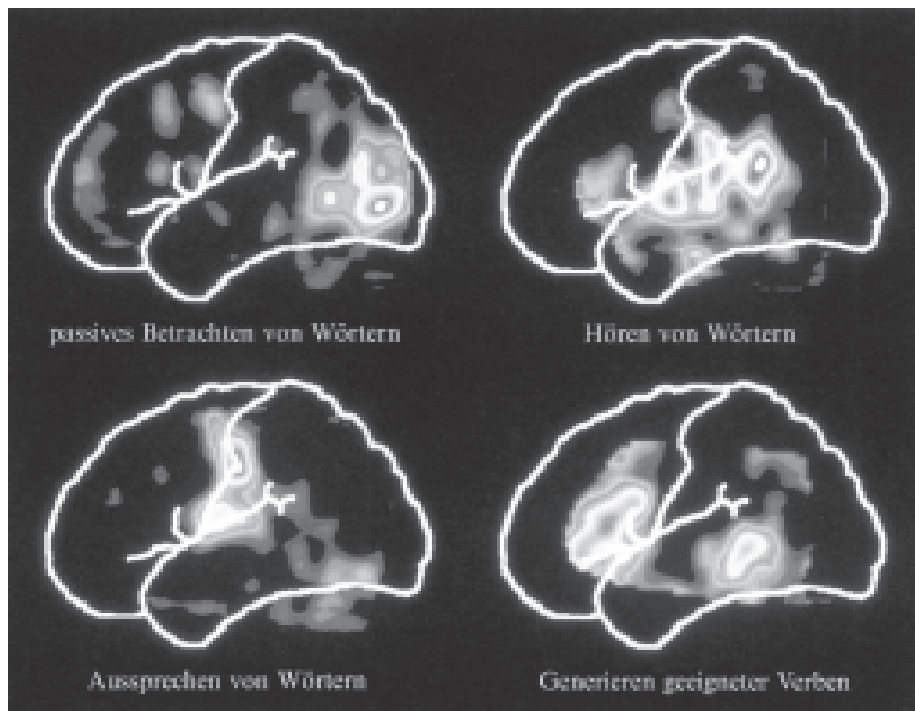 passives Betrachten von Wörtern
Hören von Wörtern
Aussprechen von Wörtern
Generieren geeigneter Verben